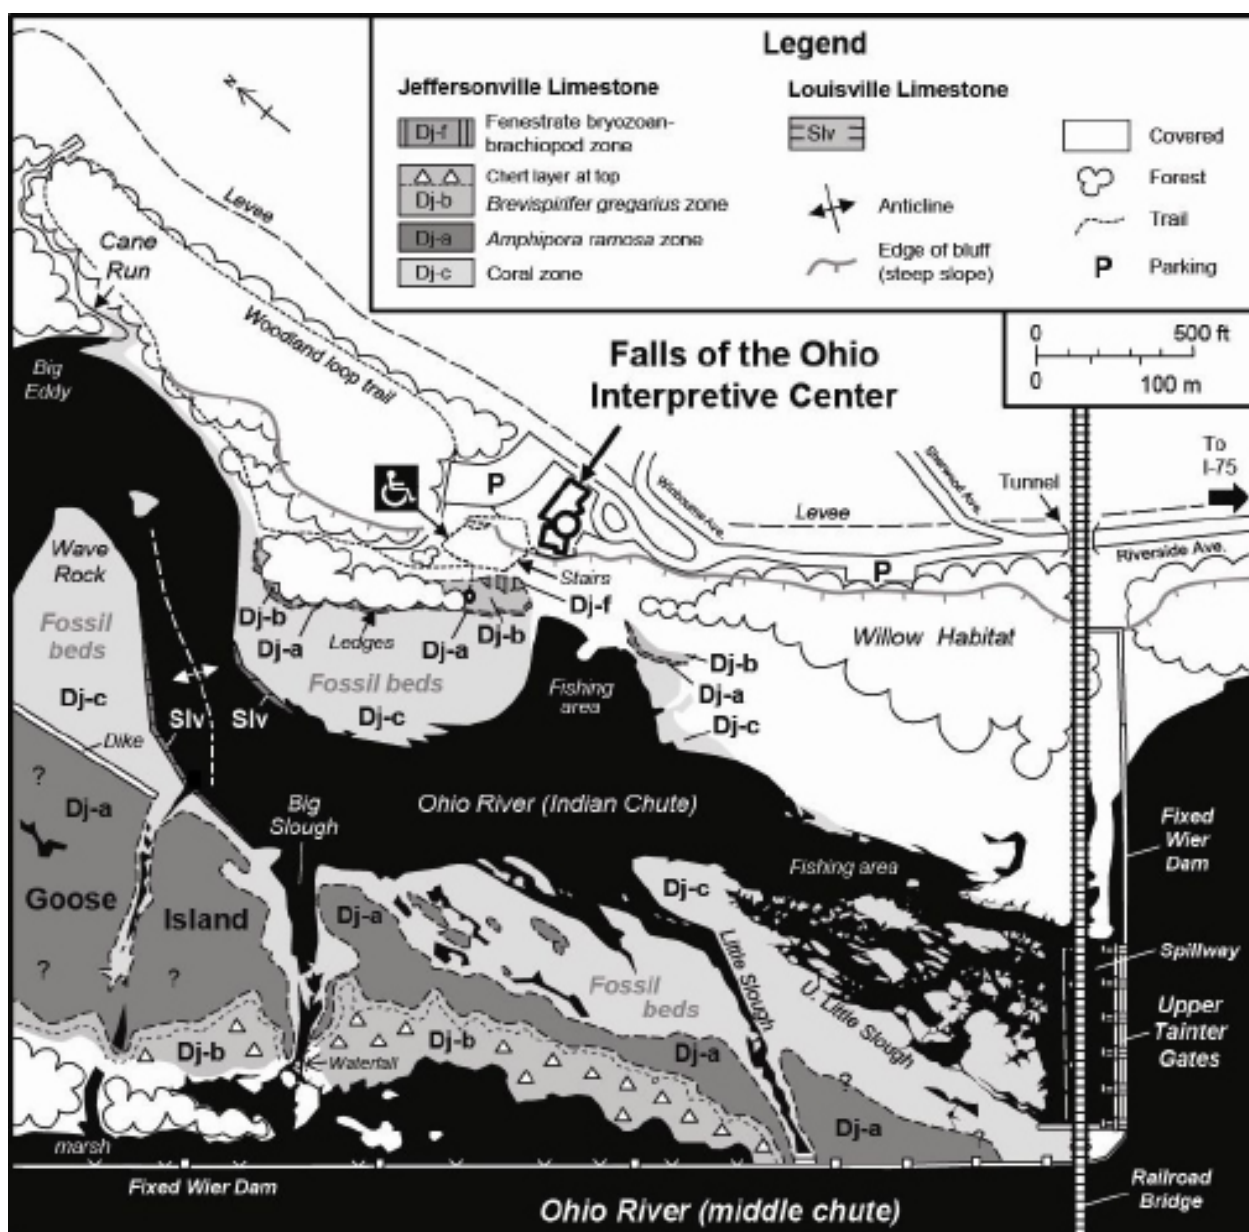 Legend
Jeffersonville Limestone
Dj-f
Fenestrate bryozoan-
brachiopod zone
Chert layer at top
Dj-b
Brevispirifer gregarius zone
Dj-a
Amphipora ramosa zone
Dj-c
Coral zone
Louisville Limestone
Slv
Anticline
Edge of bluff
(steep slope)
Covered
Forest
Trail
P
Parking
0
500 ft
0
100 m
N
Levee
Cane
Run
Woodland loop trail
Big
Eddy
Falls of the Ohio
Interpretive Center
P
Winbourne Ave.
Sherwood Ave.
Tunnel
To
I-75
Levee
Riverside Ave.
P
Wave
Rock
Fossil
beds
Dj-c
Stairs
Dj-f
Dj-b
Dj-a
Ledges
Dj-a
Dj-b
Willow Habitat
Dj-b
Dj-a
Dj-c
Fossil beds
Dj-c
Fishing
area
Slv
Slv
Dike
?
Dj-a
Big
Slough
Ohio River (Indian Chute)
Fishing area
Fixed
Wier
Dam
Goose
Island
?
?
Dj-a
Dj-c
Little Slough
U. Little Slough
Fossil
beds
Spillway
Upper
Tainter
Gates
Dj-b
Waterfall
Dj-b
Dj-a
?
Dj-a
marsh
Fixed Wier Dam
Ohio River (middle chute)
Railroad
Bridge